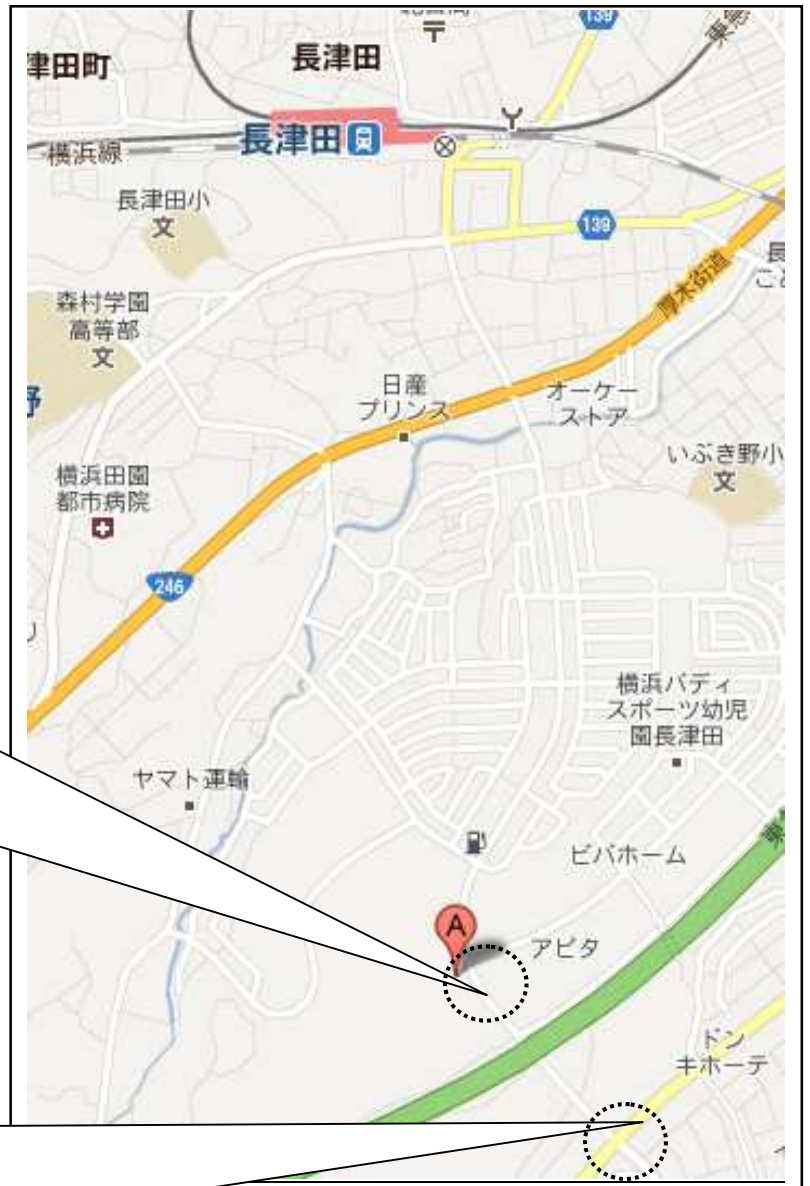 139
津田町
長津田
長津田
横浜線
長津田小
文
139
森村学園
高等部
文
厚木街道
日産
プリンス
オーケー
ストア
いぶき野小
文
横浜田園
都市病院
246
横浜バディ
スポーツ幼児
園長津田
ヤマト運輸
ビバホーム
A
アピタ
ドン
キホーテ